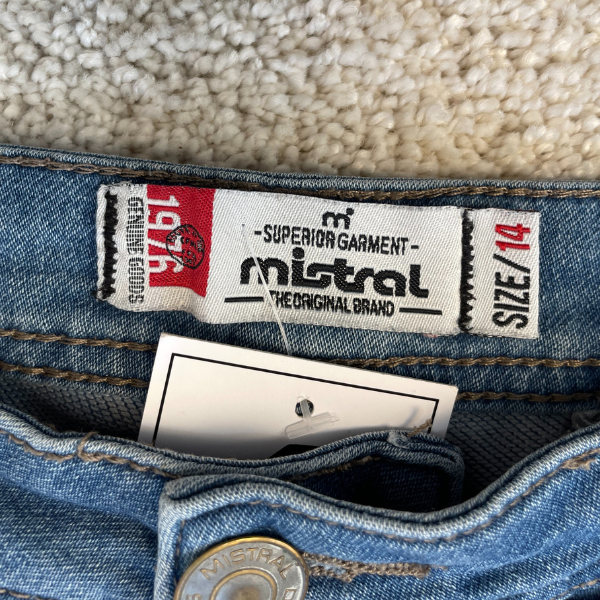 GENUINE GOODS
1976
m
-SUPERIOR GARMENT-
mistral
THE ORIGINAL BRAND
SIZE/14
MISTRAL